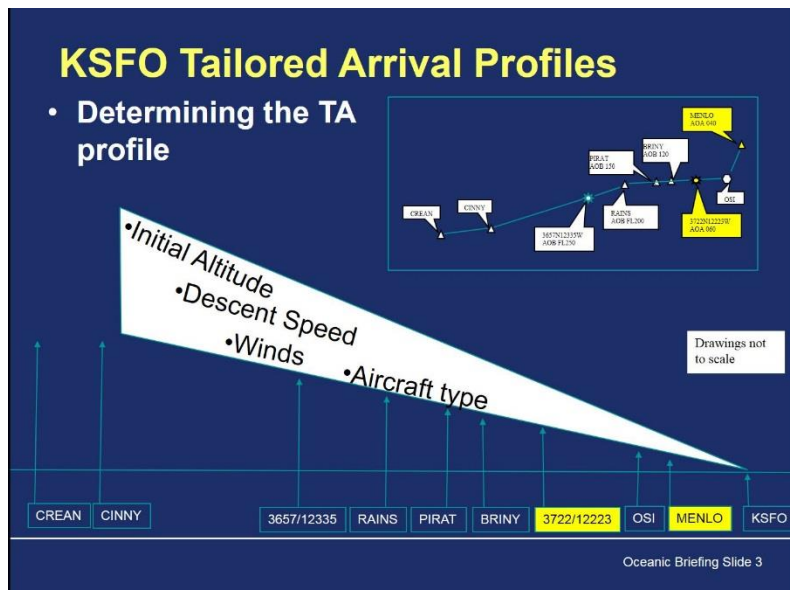 KSFO Tailored Arrival Profiles
• Determining the TA
profile
MENLO
AOA 040
BRINY
AOB 120
PIRAT
AOB 150
CREAN
CINNY
3657N12335W
AOB FL250
RAINS
AOB FL200
3722N12223W
AOA 060
OSI
•Initial Altitude
•Descent Speed
•Winds
•Aircraft type
Drawings not
to scale
CREAN
CINNY
3657/12335
RAINS
PIRAT
BRINY
3722/12223
OSI
MENLO
KSFO
Oceanic Briefing Slide 3